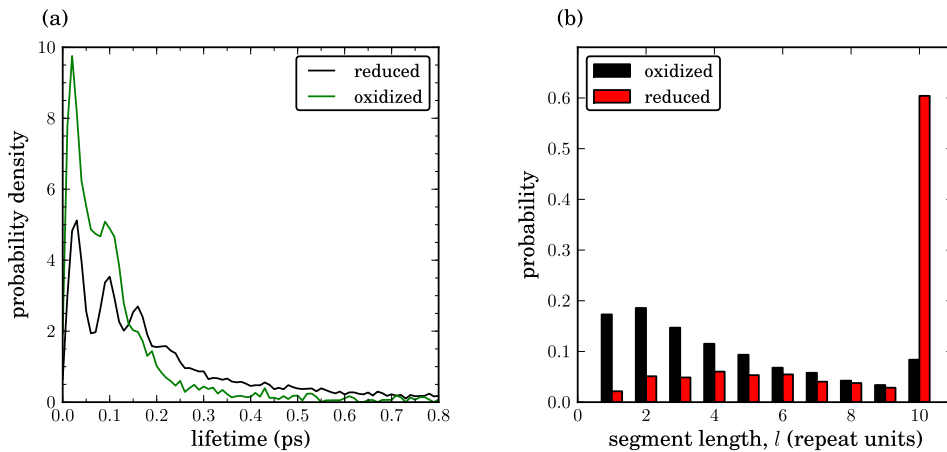 (a)
10
8
6
4
2
0
0.0 0.1 0.2 0.3 0.4 0.5 0.6 0.7 0.8
probability density
lifetime (ps)
reduced
oxidized
(b)
0.6
0.5
0.4
0.3
0.2
0.1
0.0
0 2 4 6 8 10
probability
segment length, l (repeat units)
oxidized
reduced